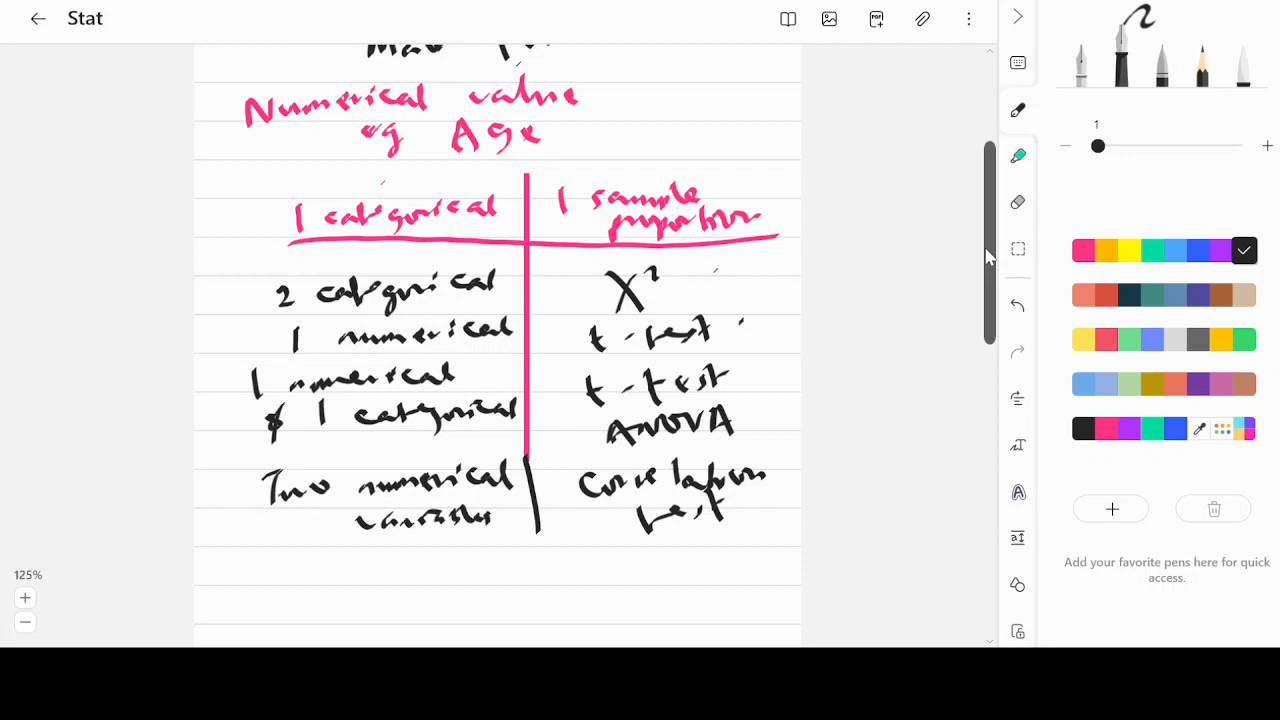 Stat
Numerical value
eg Age
1 categorical 1 sample
proportion
2 categorical X²
1 numerical t-test
1 numerical t-test
& 1 categorical ANOVA
Two numerical Correlation
variables test
125%
1
Add your favorite pens here for quick
access.